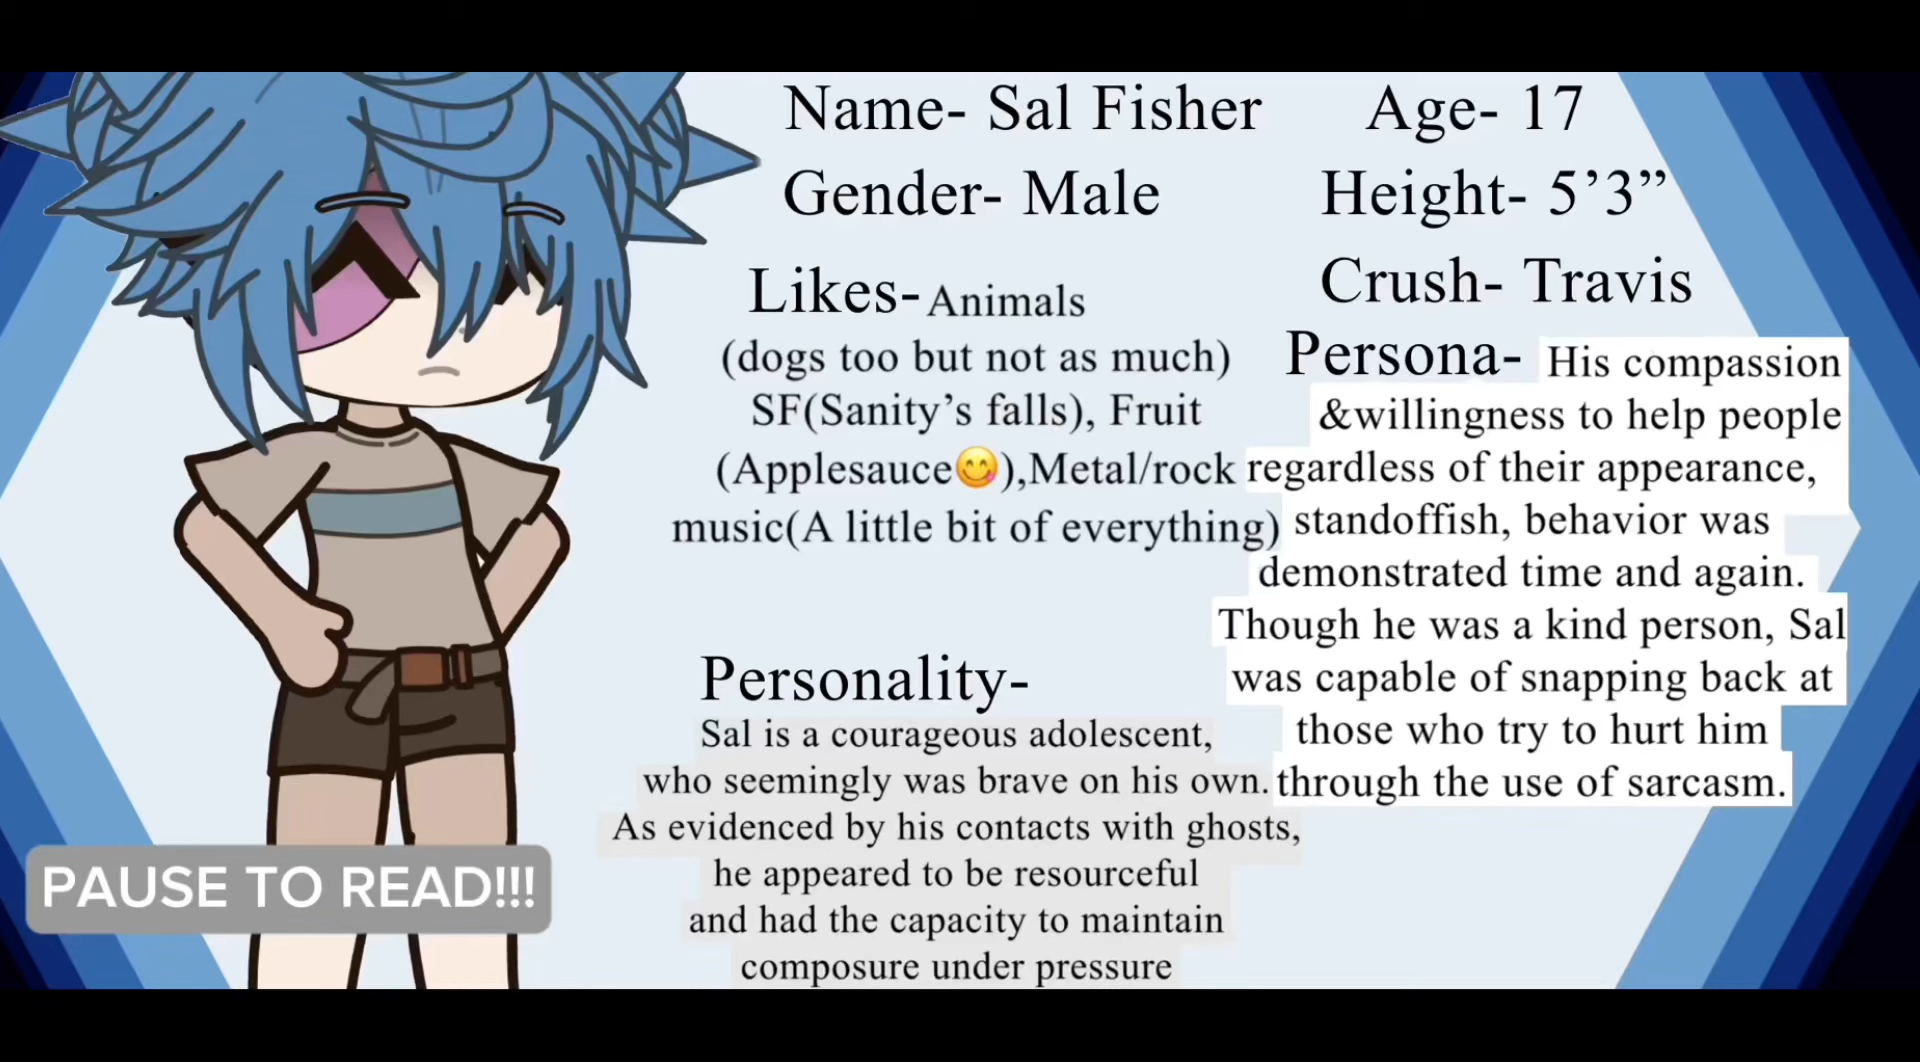 Name- Sal Fisher
Age- 17
Gender- Male
Height- 5’3”
Crush- Travis
Likes- Animals
(dogs too but not as much)
SF(Sanity’s falls), Fruit
(Applesauce😋),Metal/rock
music(A little bit of everything)
Persona- His compassion
&willingness to help people
regardless of their appearance,
standoffish, behavior was
demonstrated time and again.
Though he was a kind person, Sal
was capable of snapping back at
those who try to hurt him
through the use of sarcasm.
Personality-
Sal is a courageous adolescent,
who seemingly was brave on his own.
As evidenced by his contacts with ghosts,
he appeared to be resourceful
and had the capacity to maintain
composure under pressure
PAUSE TO READ!!!